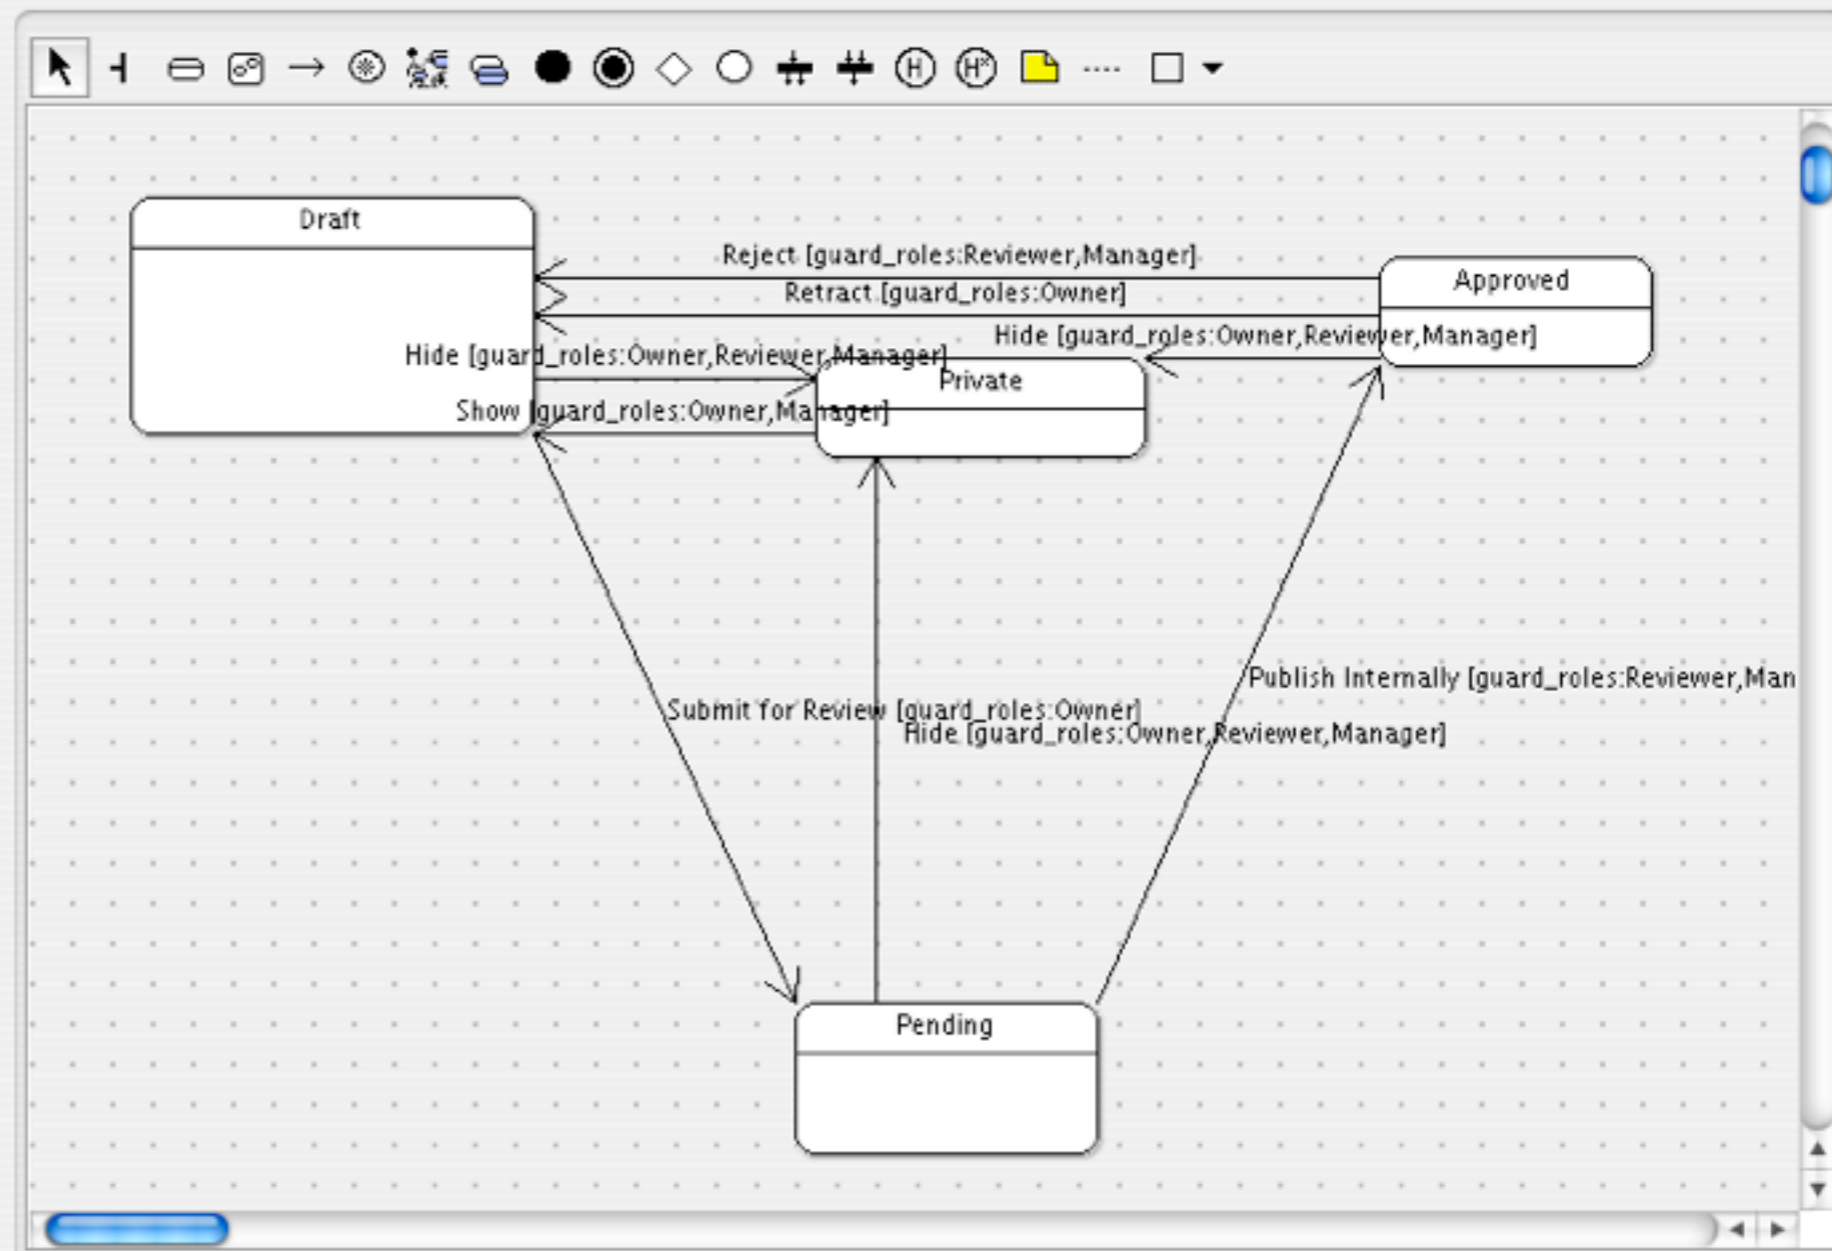 H
H*
Draft
Reject [guard_roles:Reviewer,Manager]
Approved
Retract [guard_roles:Owner]
Hide [guard_roles:Owner,Reviewer,Manager]
Hide [guard_roles:Owner,Reviewer,Manager]
Private
Show [guard_roles:Owner,Manager]
Publish Internally [guard_roles:Reviewer,Man
Submit for Review [guard_roles:Owner]
Hide [guard_roles:Owner,Reviewer,Manager]
Pending